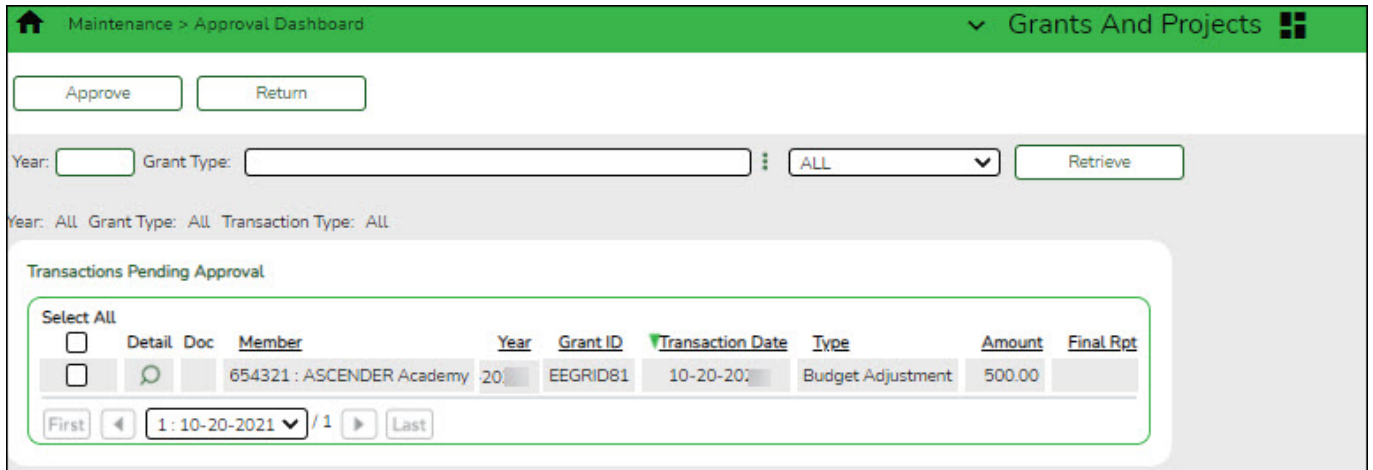 Maintenance > Approval Dashboard
Grants And Projects
Approve Return
Year: Grant Type: ALL Retrieve
Year: All Grant Type: All Transaction Type: All
Transactions Pending Approval
Select All
Detail Doc Member Year Grant ID Transaction Date Type Amount Final Rpt
654321 : ASCENDER Academy EEGRID81 Budget Adjustment 500.00
First 1 : 10-20-2021 / 1 Last